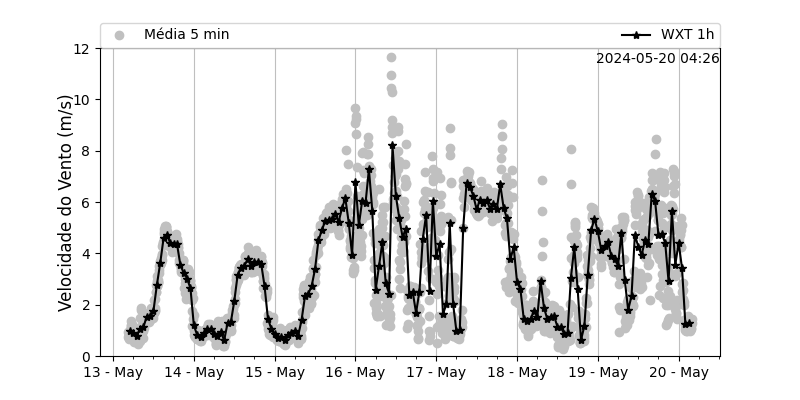 Média 5 min WXT 1h
2024-05-20 04:26
Velocidade do Vento (m/s)
12
10
8
6
4
2
0
13 - May 14 - May 15 - May 16 - May 17 - May 18 - May 19 - May 20 - May